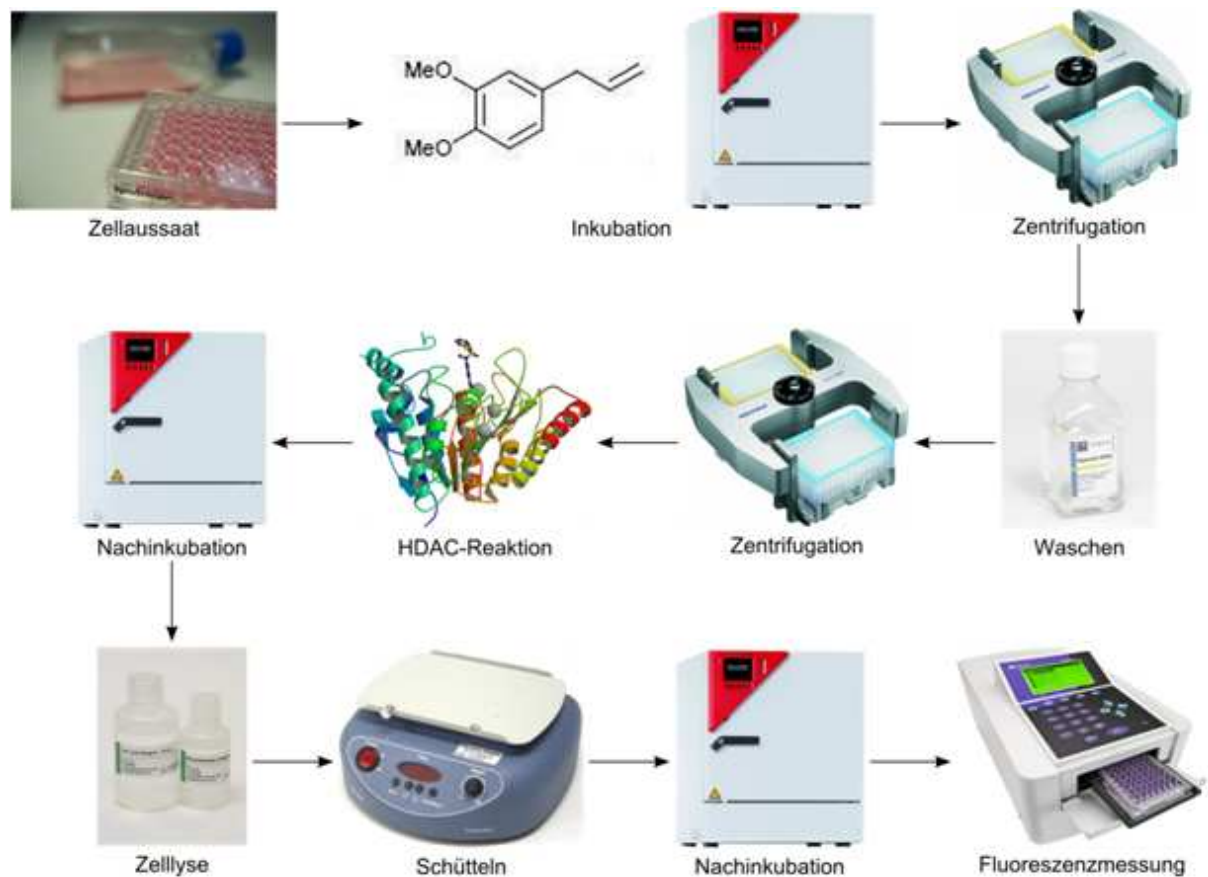 MeO
MeO
Zellaussaat
Inkubation
Zentrifugation
Nachinkubation
HDAC-Reaktion
Zentrifugation
Waschen
Zelllyse
Schütteln
Nachinkubation
Fluoreszenzmessung